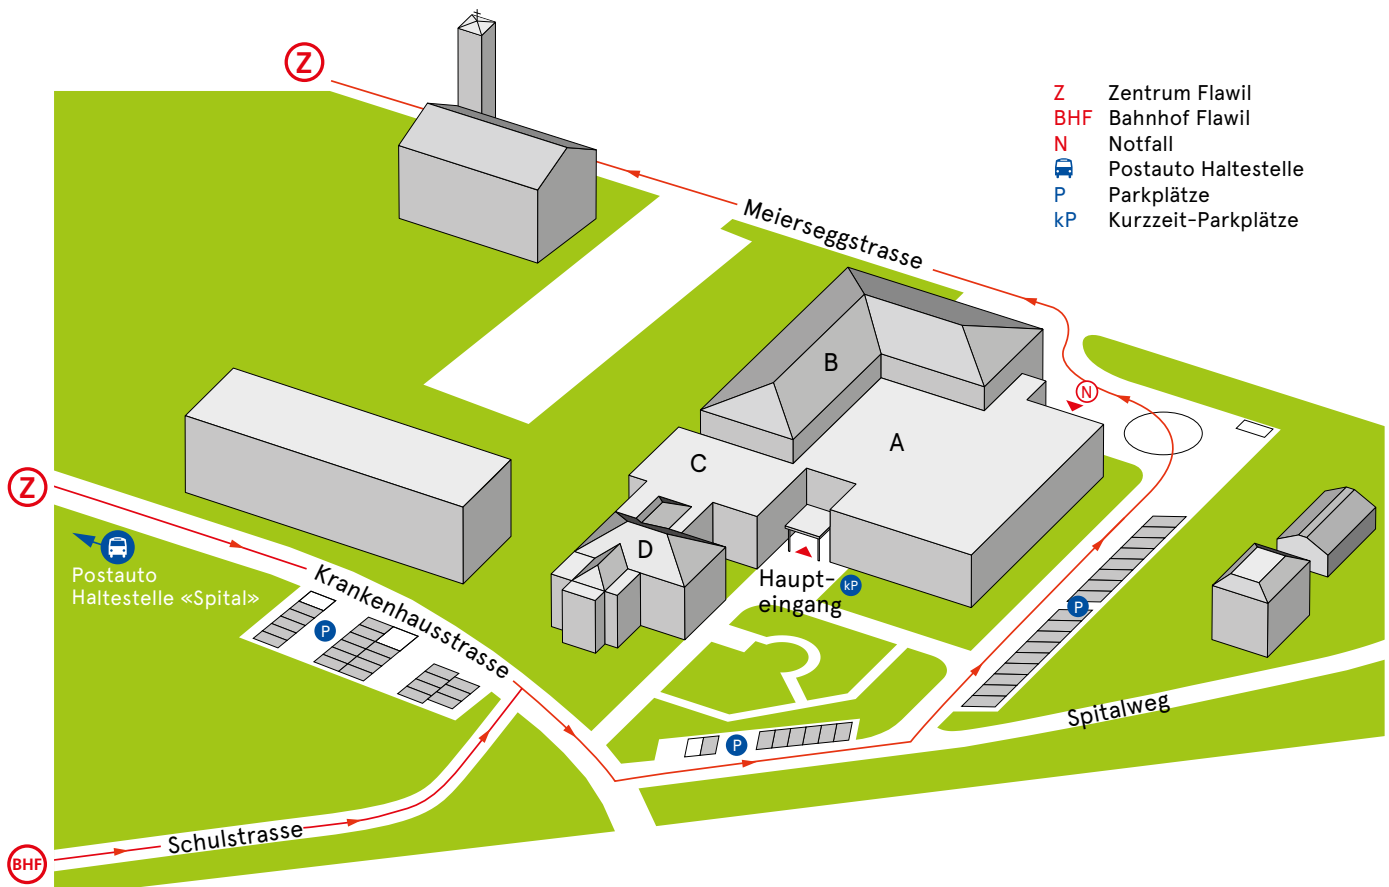 Z
Z Zentrum Flawil
BHF Bahnhof Flawil
N Notfall
Postauto Haltestelle
P Parkplätze
kP Kurzzeit-Parkplätze
Meierseggstrasse
B
N
A
C
Z
D
Postauto
Haltestelle «Spital»
Krankenhausstrasse
P
Haupt-
eingang
kP
P
Spitalweg
P
Schulstrasse
BHF